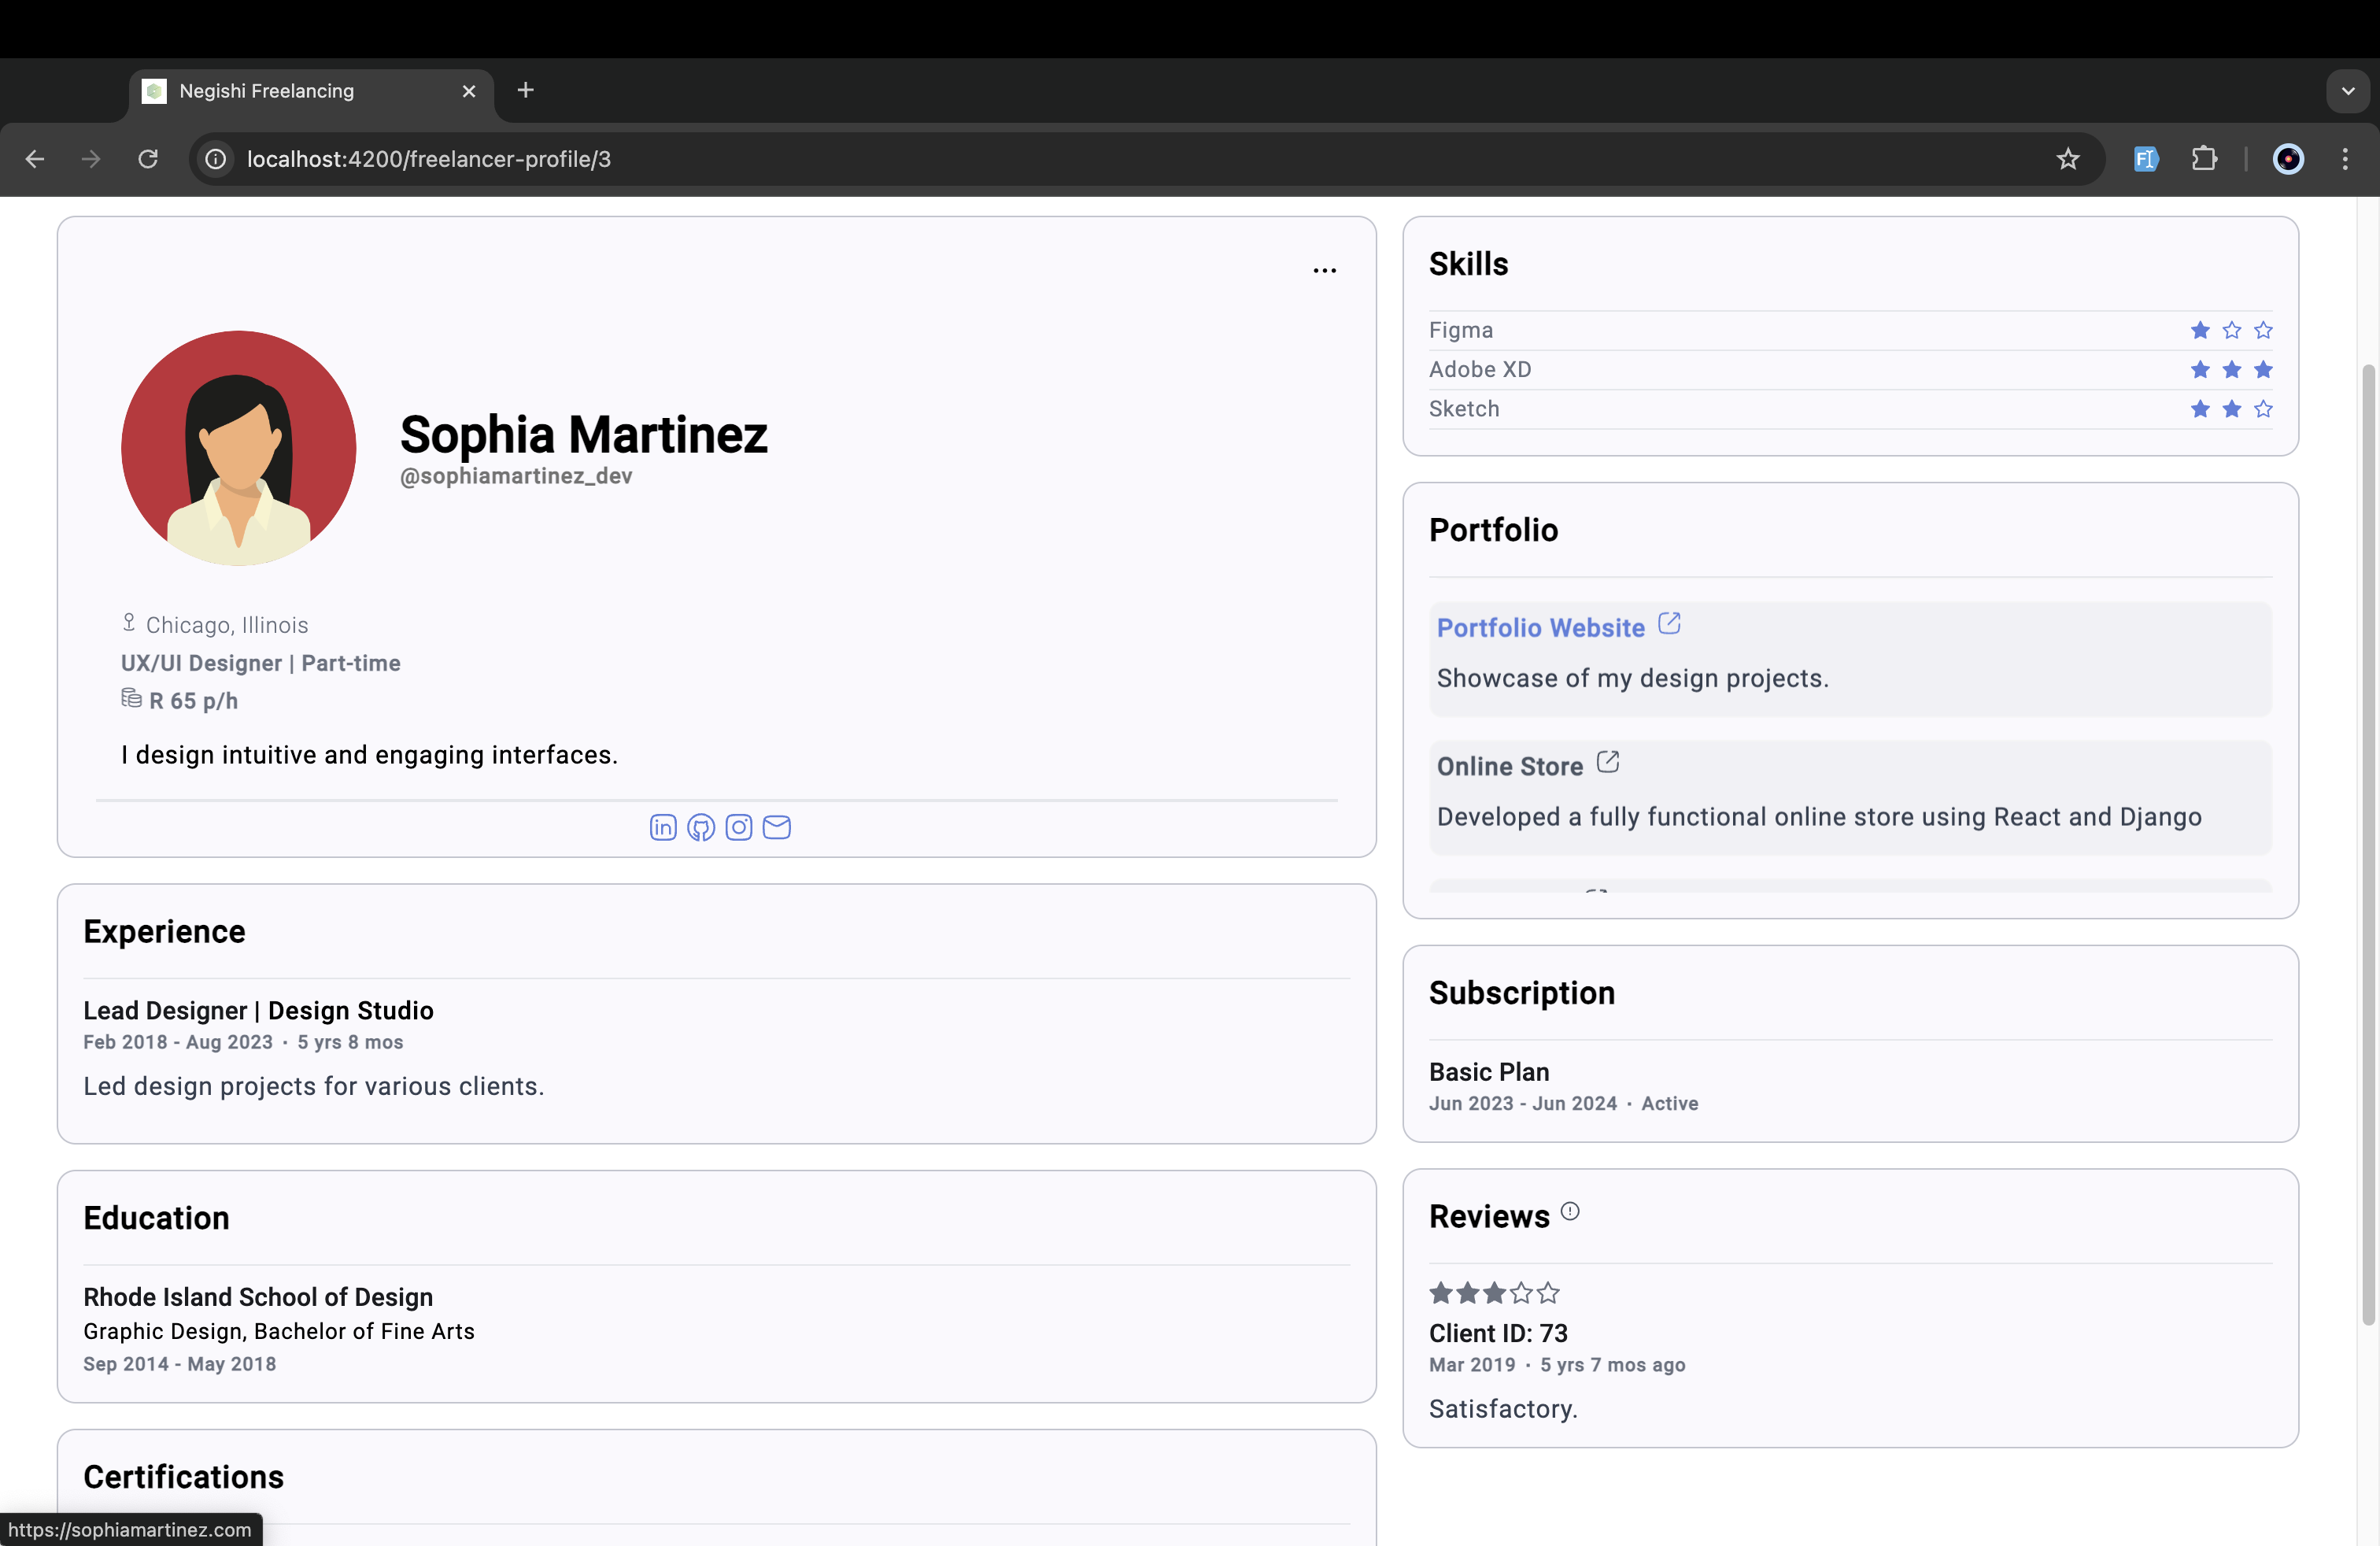 Negishi Freelancing
localhost:4200/freelancer-profile/3
Sophia Martinez
@sophiamartinez_dev
Chicago, Illinois
UX/UI Designer | Part-time
R 65 p/h
I design intuitive and engaging interfaces.
Experience
Lead Designer | Design Studio
Feb 2018 - Aug 2023 · 5 yrs 8 mos
Led design projects for various clients.
Education
Rhode Island School of Design
Graphic Design, Bachelor of Fine Arts
Sep 2014 - May 2018
Certifications
Skills
Figma
Adobe XD
Sketch
Portfolio
Portfolio Website
Showcase of my design projects.
Online Store
Developed a fully functional online store using React and Django
Subscription
Basic Plan
Jun 2023 - Jun 2024 · Active
Reviews
Client ID: 73
Mar 2019 · 5 yrs 7 mos ago
Satisfactory.
https://sophiamartinez.com